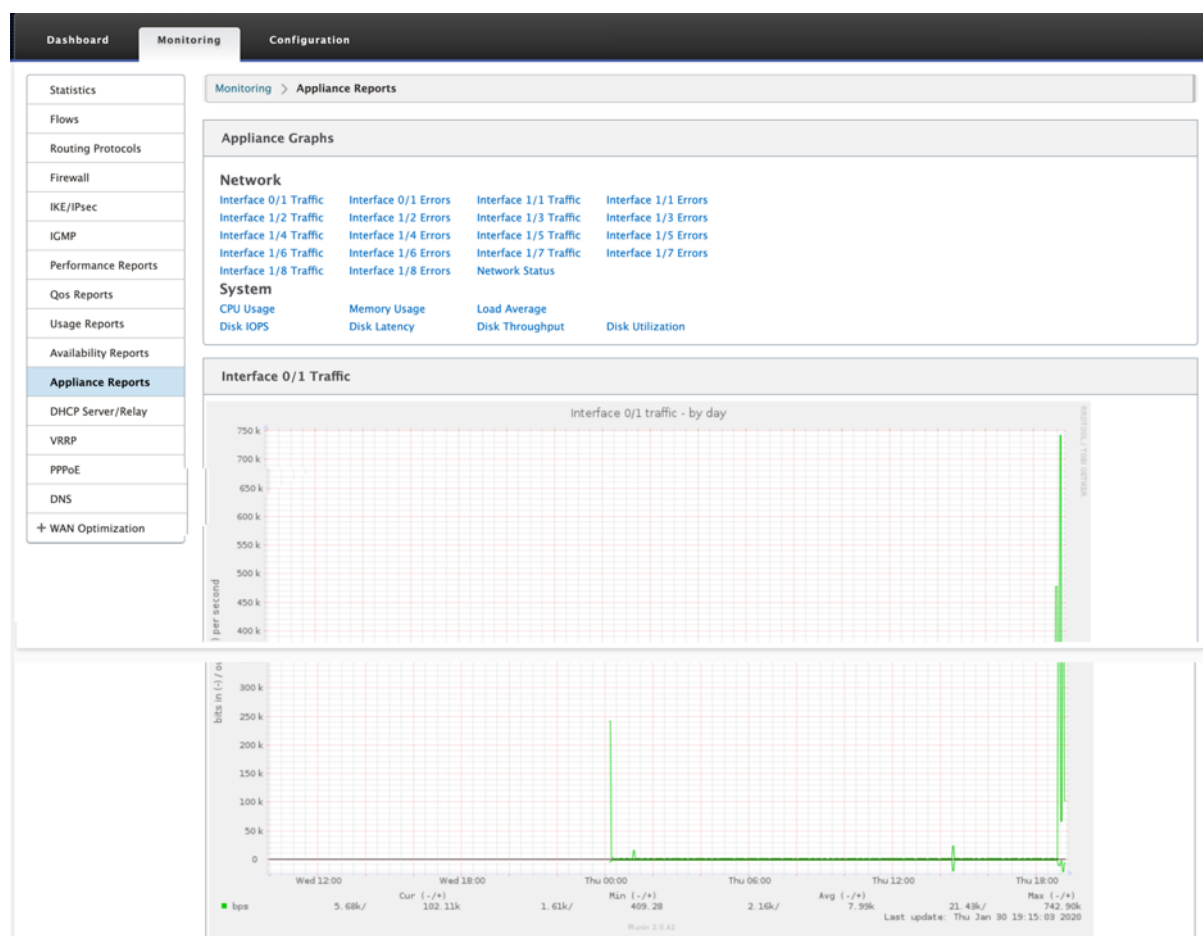 Dashboard Monitoring Configuration
Statistics
Flows
Routing Protocols
Firewall
IKE/IPsec
IGMP
Performance Reports
Qos Reports
Usage Reports
Availability Reports
Appliance Reports
DHCP Server/Relay
VRRP
PPPoE
DNS
+ WAN Optimization
Monitoring > Appliance Reports
Appliance Graphs
Network
Interface 0/1 Traffic Interface 0/1 Errors Interface 1/1 Traffic Interface 1/1 Errors
Interface 1/2 Traffic Interface 1/2 Errors Interface 1/3 Traffic Interface 1/3 Errors
Interface 1/4 Traffic Interface 1/4 Errors Interface 1/5 Traffic Interface 1/5 Errors
Interface 1/6 Traffic Interface 1/6 Errors Interface 1/7 Traffic Interface 1/7 Errors
Interface 1/8 Traffic Interface 1/8 Errors Network Status
System
CPU Usage Memory Usage Load Average
Disk IOPS Disk Latency Disk Throughput Disk Utilization
Interface 0/1 Traffic
Interface 0/1 traffic - by day
RRDTOOL / TOBI OETIKER
750 k
700 k
650 k
600 k
550 k
500 k
450 k
400 k
) per second
bits in (-) / ou
300 k
250 k
200 k
150 k
100 k
50 k
0
Wed 12:00 Wed 18:00 Thu 00:00 Thu 06:00 Thu 12:00 Thu 18:00
Cur (-/+) Min (-/+) Avg (-/+) Max (-/+)
bps 5.68k/ 102.11k 1.61k/ 409.28 2.16k/ 7.99k 21.43k/ 742.90k
Last update: Thu Jan 30 19:15:03 2020
Munin 2.0.42